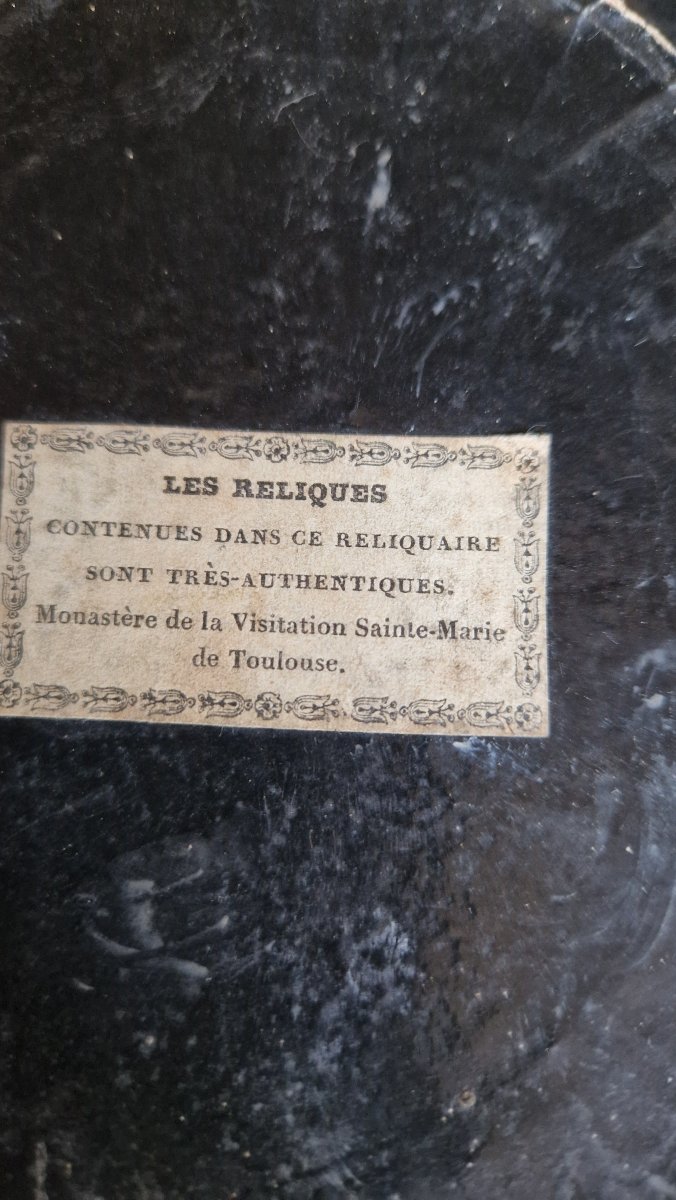 LES RELIQUES
CONTENUES DANS CE RELIQUAIRE
SONT TRÈS-AUTHENTIQUES.
Monastère de la Visitation Sainte-Marie
de Toulouse.